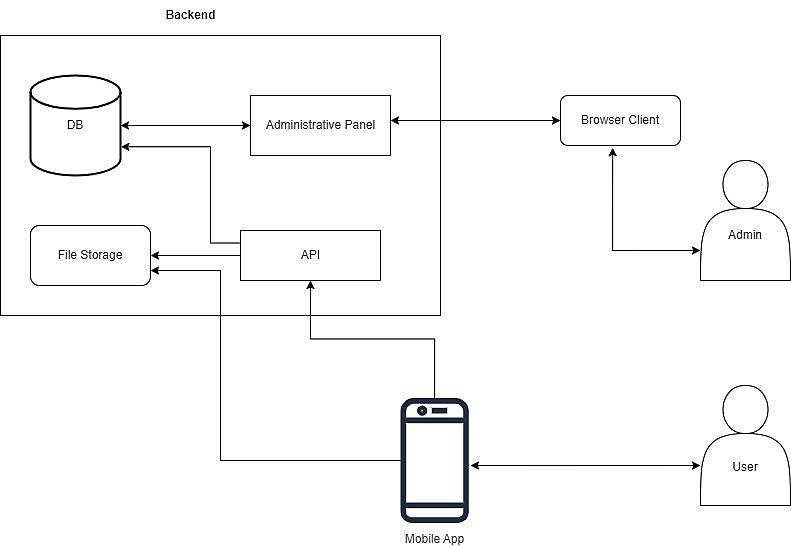 Backend
DB
Administrative Panel
Browser Client
Admin
File Storage
API
User
Mobile App